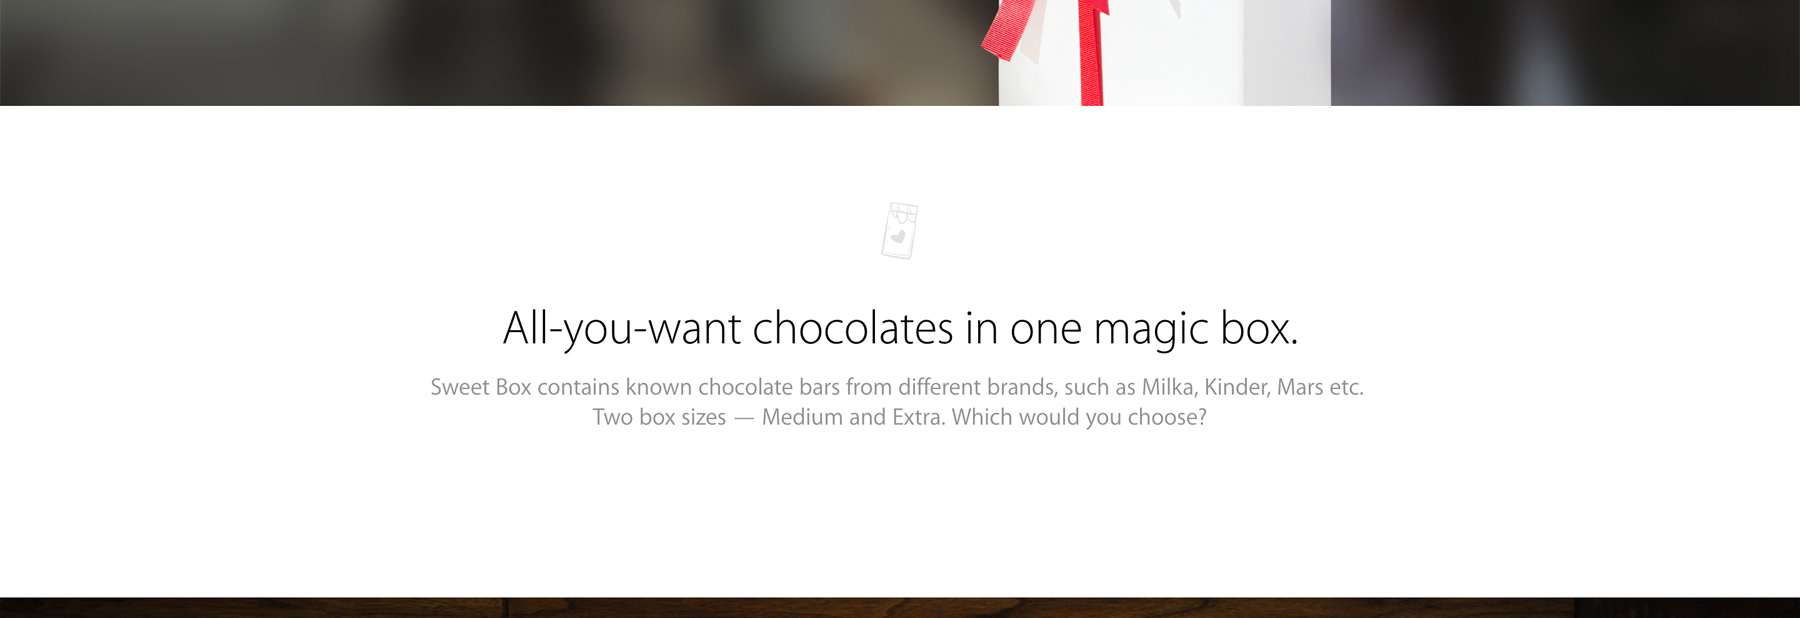 All-you-want chocolates in one magic box.
Sweet Box contains known chocolate bars from different brands, such as Milka, Kinder, Mars etc.
Two box sizes — Medium and Extra. Which would you choose?